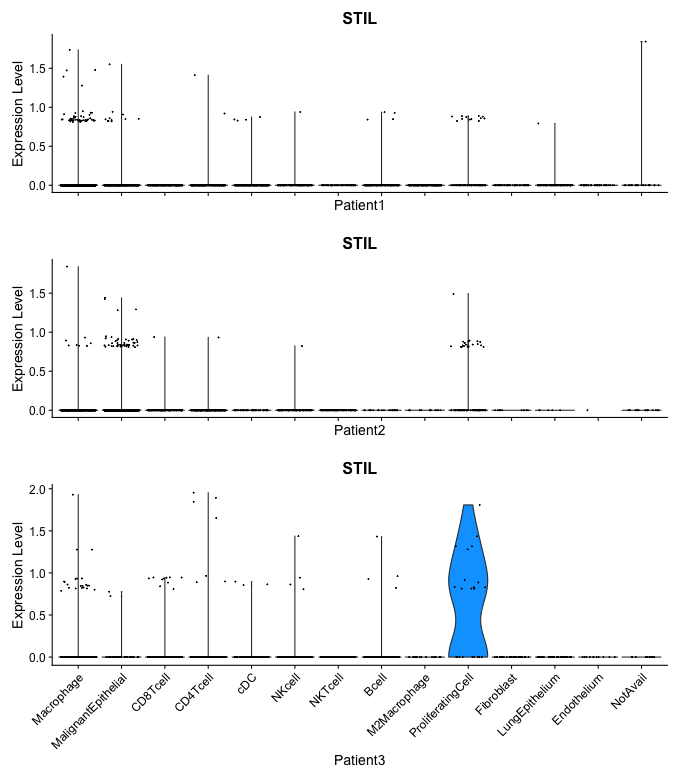 STIL
Expression Level
1.5
1.0
0.5
0.0
Patient1
STIL
Expression Level
1.5
1.0
0.5
0.0
Patient2
STIL
Expression Level
2.0
1.5
1.0
0.5
0.0
Macrophage
MalignantEpithelial
CD8Tcell
CD4Tcell
cDC
NKcell
NKTcell
Bcell
M2Macrophage
ProliferatingCell
Fibroblast
LungEpithelium
Endothelium
NotAvail
Patient3